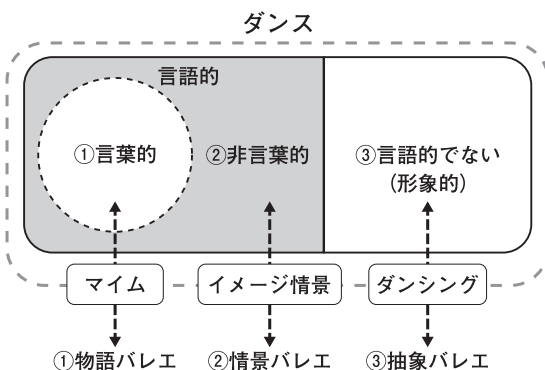 ダンス
言語的
①言葉的
②非言葉的
③言語的でない
(形象的)
マイム
イメージ情景
ダンシング
①物語バレエ
②情景バレエ
③抽象バレエ